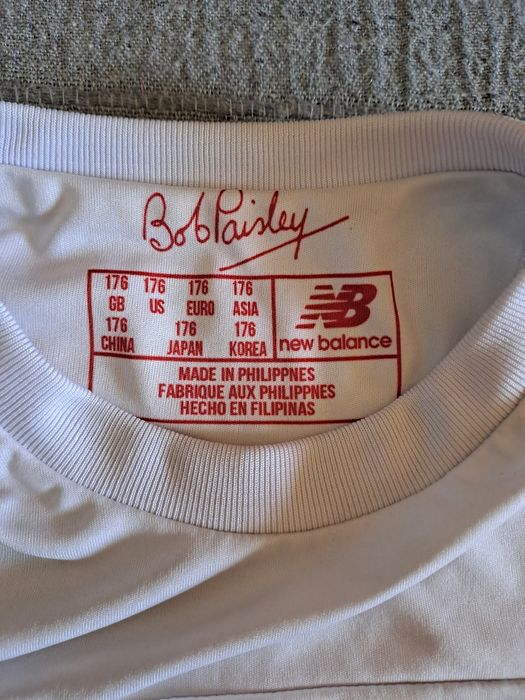 Bob Paisley
176 176 176 176
GB US EURO ASIA
176 176 176
CHINA JAPAN KOREA
NB
new balance
MADE IN PHILIPPNES
FABRIQUE AUX PHILIPPNES
HECHO EN FILIPINAS